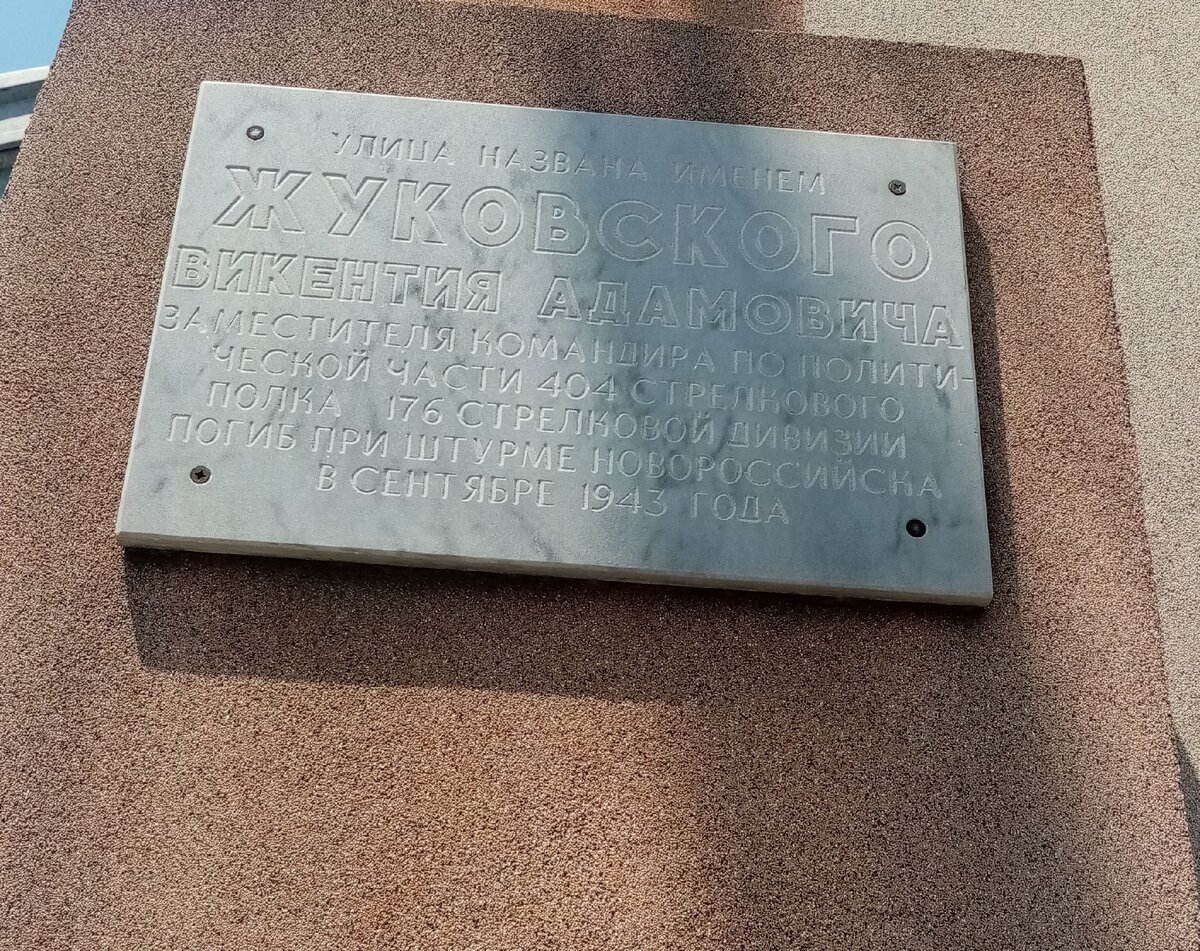 УЛИЦА НАЗВАНА ИМЕНЕМ
ЖУКОВСКОГО
ВИКЕНТИЯ АДАМОВИЧА
ЗАМЕСТИТЕЛЯ КОМАНДИРА ПО ПОЛИТИ-
ЧЕСКОЙ ЧАСТИ 404 СТРЕЛКОВОГО
ПОЛКА 176 СТРЕЛКОВОЙ ДИВИЗИИ
ПОГИБ ПРИ ШТУРМЕ НОВОРОССИЙСКА
В СЕНТЯБРЕ 1943 ГОДА